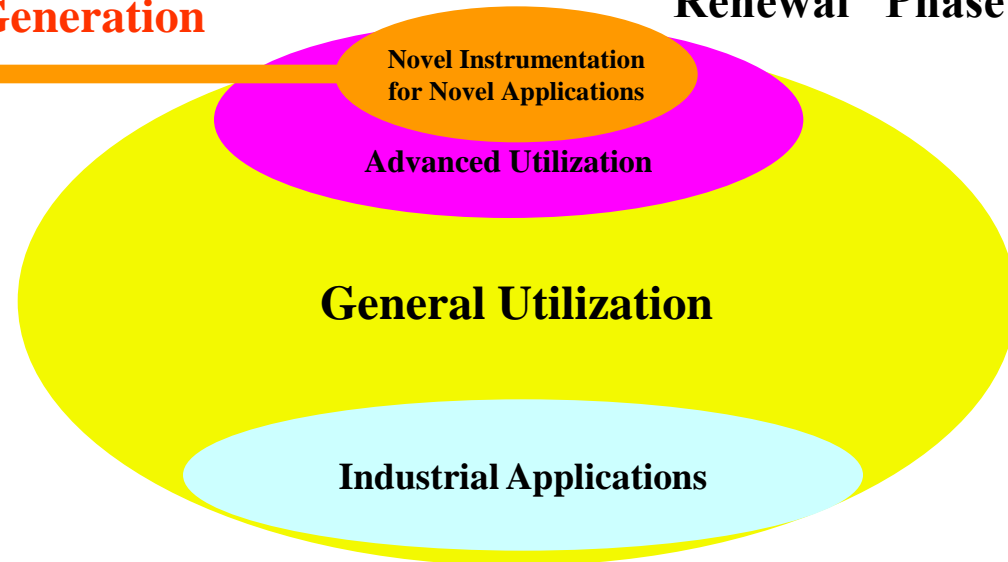 Generation
Renewal Phase
Novel Instrumentation
for Novel Applications
Advanced Utilization
General Utilization
Industrial Applications